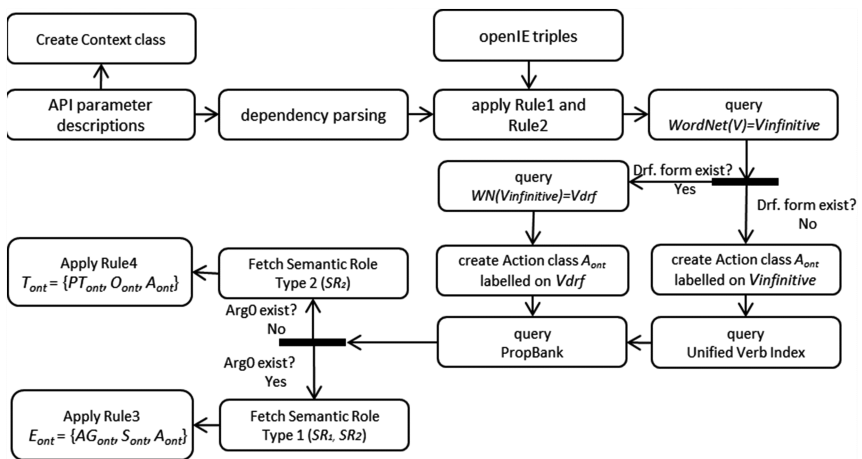 Create Context class
openIE triples
API parameter
descriptions
dependency parsing
apply Rule1 and
Rule2
query
WordNet(V)=Vinfinitive
Drf. form exist?
Yes
Drf. form exist?
No
query
WN(Vinfinitive)=Vdrf
create Action class Aont
labelled on Vdrf
create Action class Aont
labelled on Vinfinitive
query
PropBank
query
Unified Verb Index
Apply Rule4
Tont = {PTont, Oont, Aont}
Fetch Semantic Role
Type 2 (SR2)
Arg0 exist?
No
Arg0 exist?
Yes
Apply Rule3
Eont = {AGont, Sont, Aont}
Fetch Semantic Role
Type 1 (SR1, SR2)